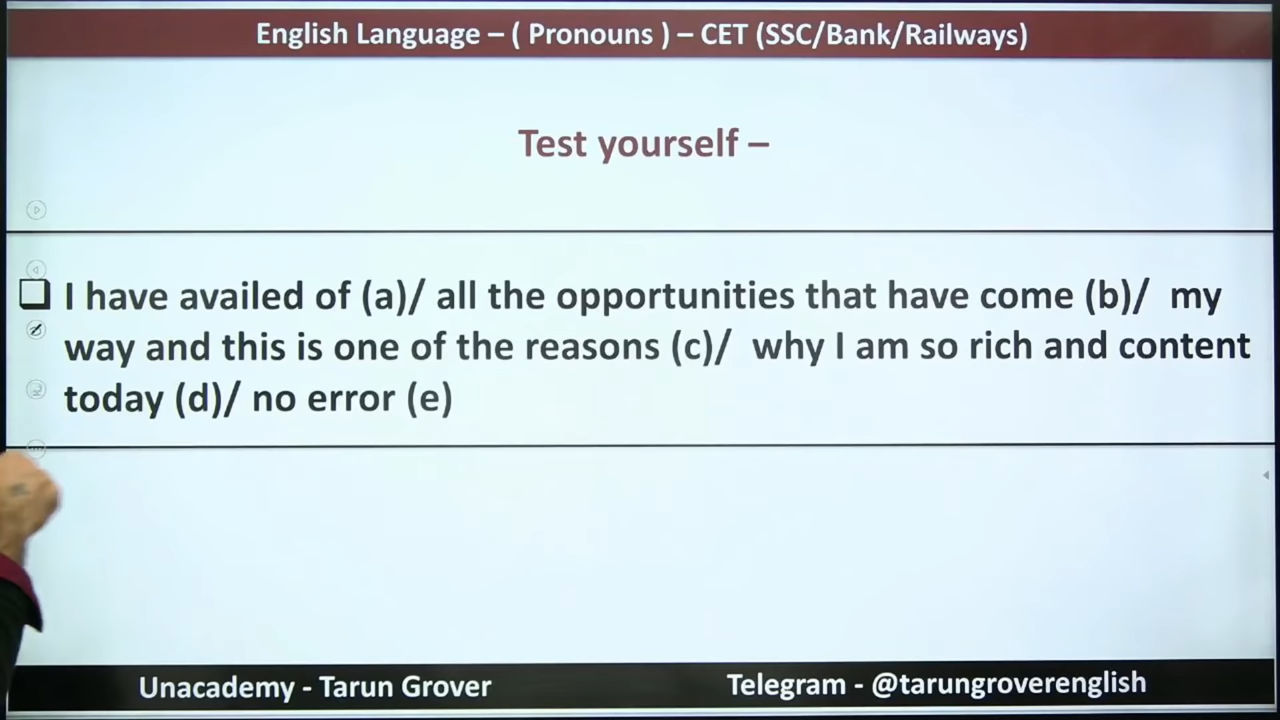 English Language – ( Pronouns ) – CET (SSC/Bank/Railways)
Test yourself –
I have availed of (a)/ all the opportunities that have come (b)/ my
way and this is one of the reasons (c)/ why I am so rich and content
today (d)/ no error (e)
Unacademy - Tarun Grover
Telegram - @tarungroverenglish